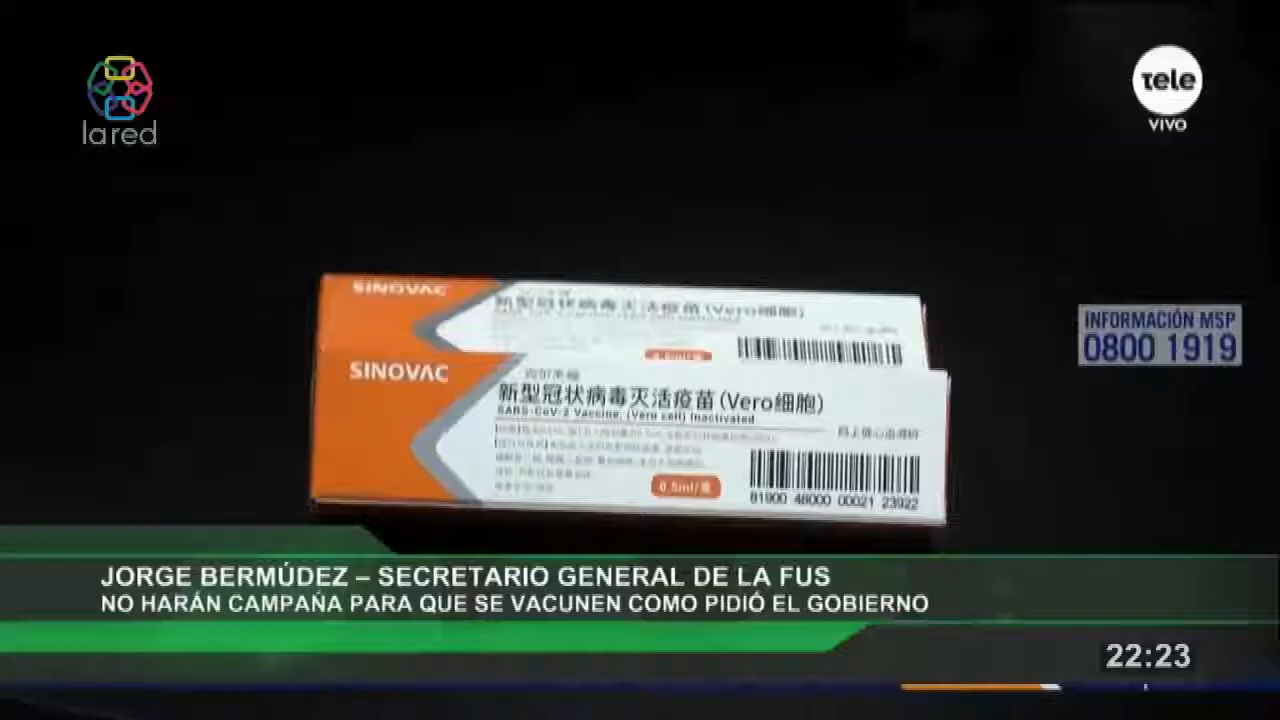 lared
tele
VIVO
INFORMACIÓN MSP
0800 1919
SINOVAC
新型冠状病毒灭活疫苗(Vero细胞)
SINOVAC
新型冠状病毒灭活疫苗(Vero细胞)
SARS-CoV-2 Vaccine, (Vero cell) Inactivated
0.5ml/支
81900 48000 00021 23922
JORGE BERMÚDEZ – SECRETARIO GENERAL DE LA FUS
NO HARÁN CAMPAÑA PARA QUE SE VACUNEN COMO PIDIÓ EL GOBIERNO
22:23